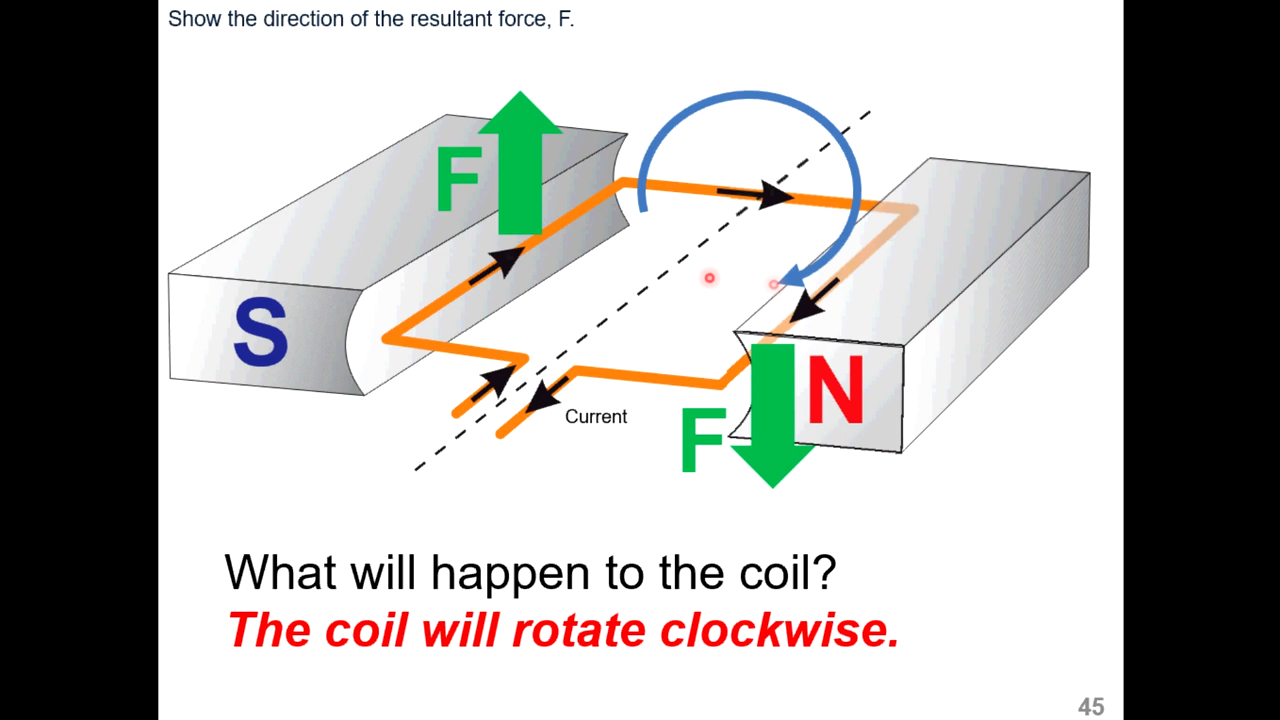 Show the direction of the resultant force, F.
F
S
N
F
Current
What will happen to the coil?
The coil will rotate clockwise.
45